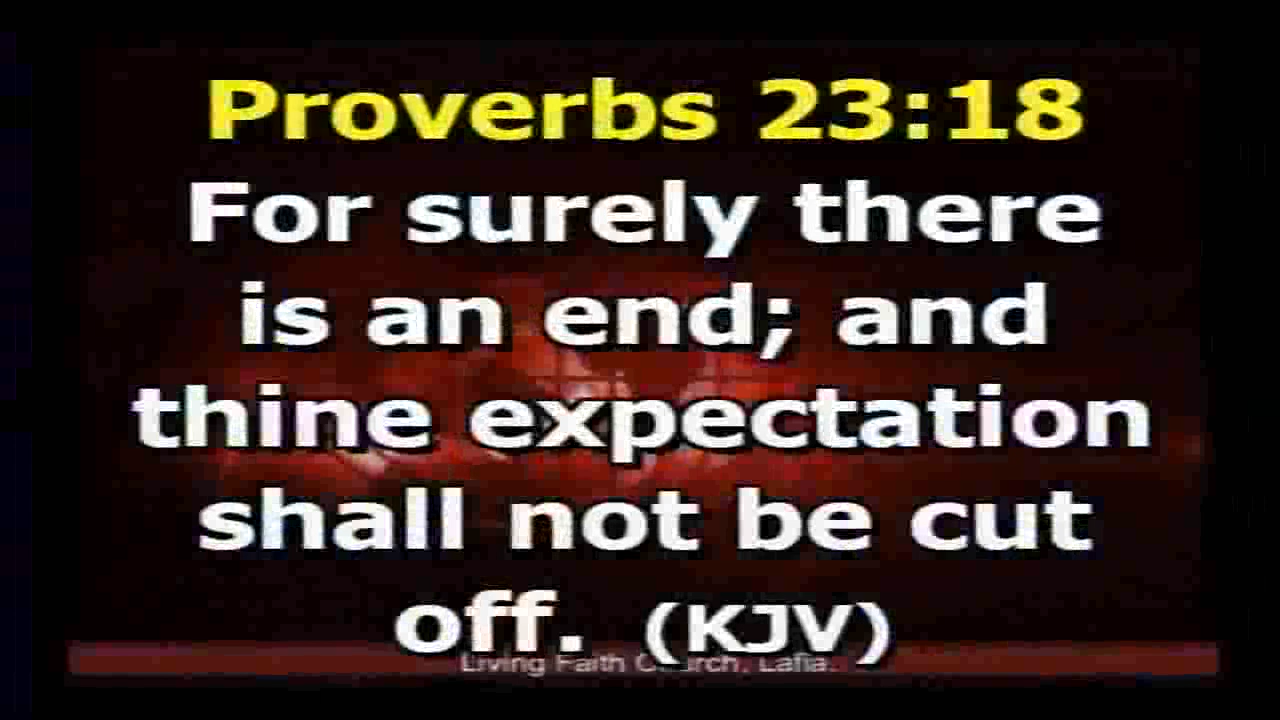 Proverbs 23:18
For surely there
is an end; and
thine expectation
shall not be cut
off. (KJV)
Living Faith Church, Lafia.